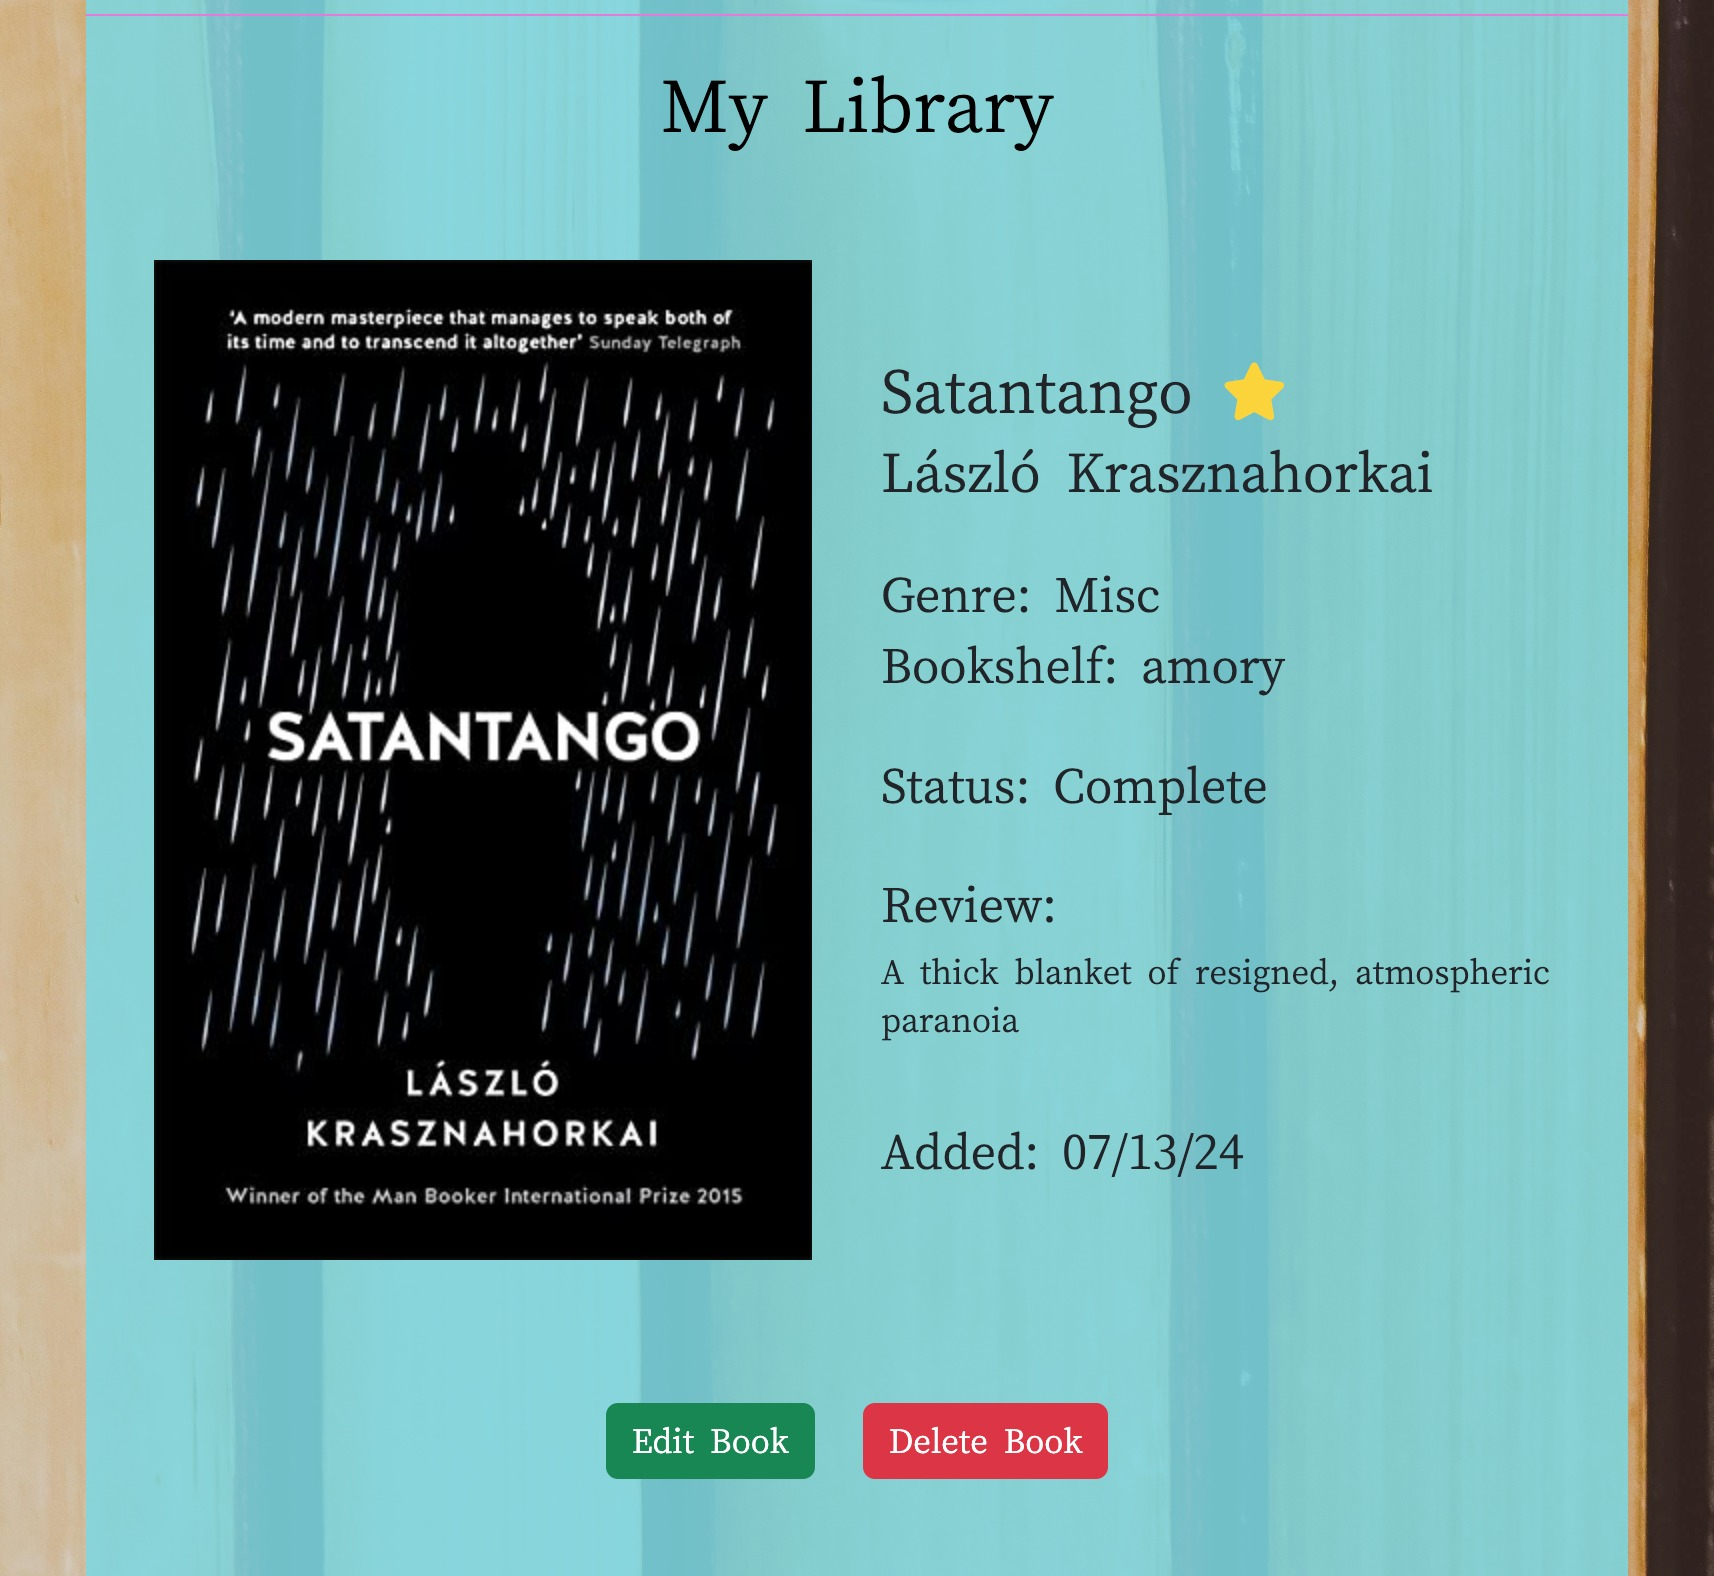 My Library
'A modern masterpiece that manages to speak both of
its time and to transcend it altogether' Sunday Telegraph
SATANTANGO
LÁSZLÓ
KRASZNAHORKAI
Winner of the Man Booker International Prize 2015
Satantango
László Krasznahorkai
Genre: Misc
Bookshelf: amory
Status: Complete
Review:
A thick blanket of resigned, atmospheric
paranoia
Added: 07/13/24
Edit Book
Delete Book